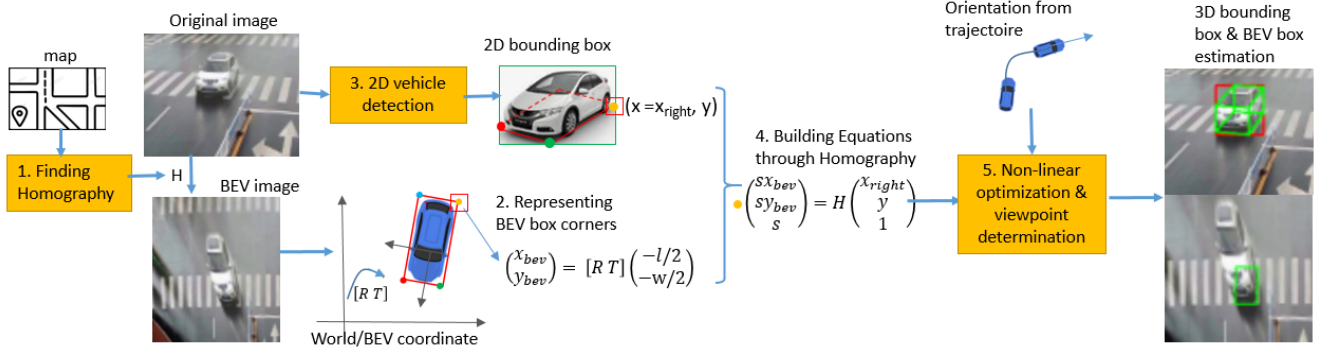 Original image
map
1. Finding
Homography
H
BEV image
3. 2D vehicle
detection
2D bounding box
(x =x_right, y)
World/BEV coordinate
[R T]
2. Representing
BEV box corners
(x_bev y_bev) = [R T] (−l/2 −w/2)
4. Building Equations
through Homography
(sx_bev sy_bev s) = H (x_right y 1)
Orientation from
trajectoire
5. Non-linear
optimization &
viewpoint
determination
3D bounding
box & BEV box
estimation